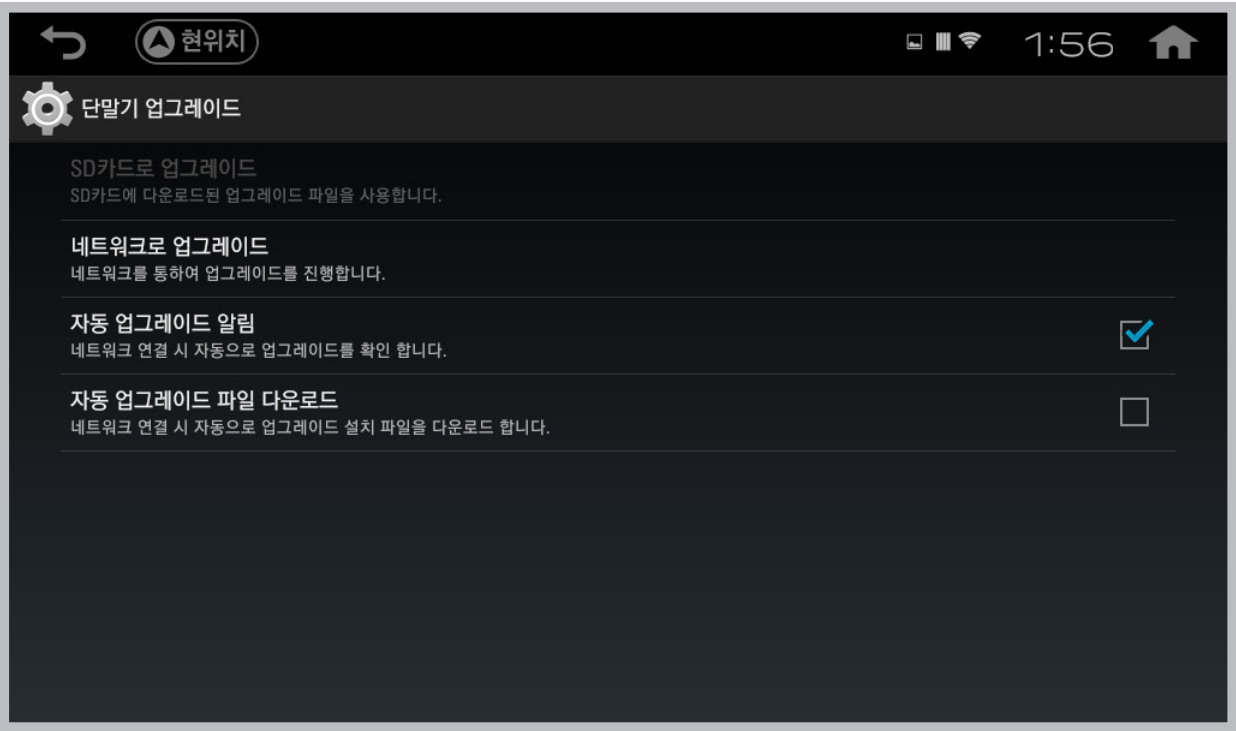 현위치
1:56
단말기 업그레이드
SD카드로 업그레이드
SD카드에 다운로드된 업그레이드 파일을 사용합니다.
네트워크로 업그레이드
네트워크를 통하여 업그레이드를 진행합니다.
자동 업그레이드 알림
네트워크 연결 시 자동으로 업그레이드를 확인 합니다.
자동 업그레이드 파일 다운로드
네트워크 연결 시 자동으로 업그레이드 설치 파일을 다운로드 합니다.